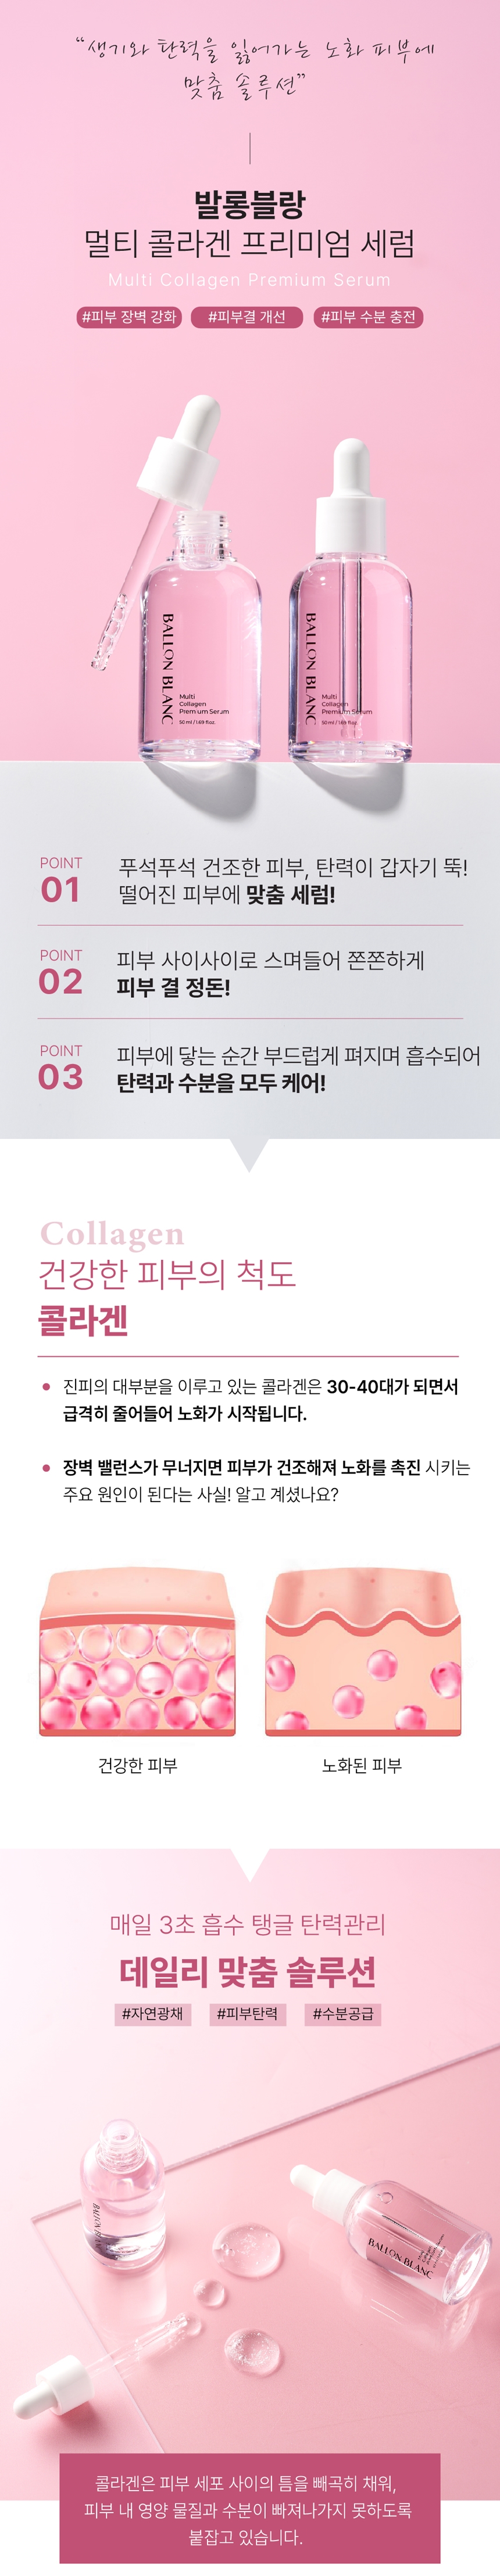 “생기와 탄력을 잃어가는 노화 피부에
맞춤 솔루션”
발롱블랑
멀티 콜라겐 프리미엄 세럼
Multi Collagen Premium Serum
#피부 장벽 강화 #피부결 개선 #피부 수분 충전
BALLON BLANC
Multi
Collagen
Premium Serum
50 ml / 1.69 fl.oz.
BALLON BLANC
Multi
Collagen
Premium Serum
50 ml / 1.69 fl.oz.
POINT
01
푸석푸석 건조한 피부, 탄력이 갑자기 뚝!
떨어진 피부에 맞춤 세럼!
POINT
02
피부 사이사이로 스며들어 쫀쫀하게
피부 결 정돈!
POINT
03
피부에 닿는 순간 부드럽게 펴지며 흡수되어
탄력과 수분을 모두 케어!
Collagen
건강한 피부의 척도
콜라겐
진피의 대부분을 이루고 있는 콜라겐은 30-40대가 되면서
급격히 줄어들어 노화가 시작됩니다.
장벽 밸런스가 무너지면 피부가 건조해져 노화를 촉진 시키는
주요 원인이 된다는 사실! 알고 계셨나요?
건강한 피부
노화된 피부
매일 3초 흡수 탱글 탄력관리
데일리 맞춤 솔루션
#자연광채 #피부탄력 #수분공급
BALLON BLANC
콜라겐은 피부 세포 사이의 틈을 빼곡히 채워,
피부 내 영양 물질과 수분이 빠져나가지 못하도록
붙잡고 있습니다.